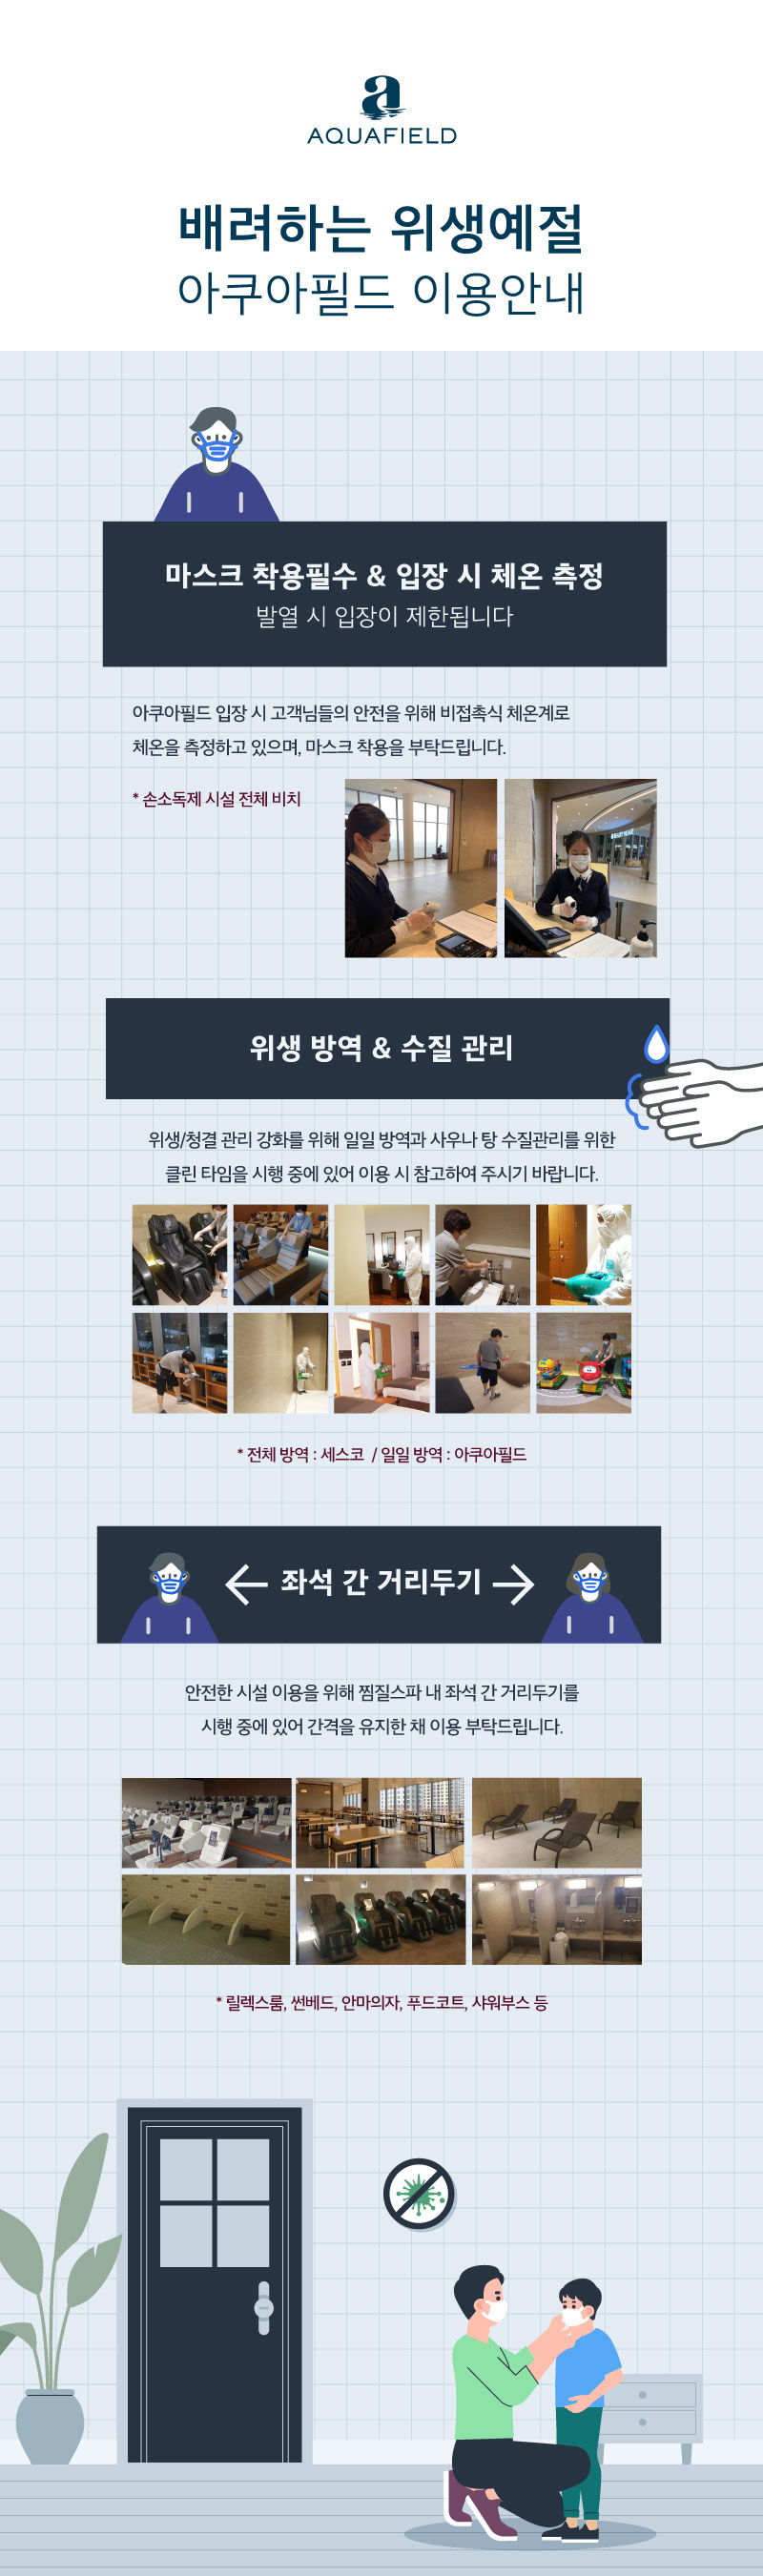 a
AQUAFIELD
배려하는 위생예절
아쿠아필드 이용안내
마스크 착용필수 & 입장 시 체온 측정
발열 시 입장이 제한됩니다
아쿠아필드 입장 시 고객님들의 안전을 위해 비접촉식 체온계로
체온을 측정하고 있으며, 마스크 착용을 부탁드립니다.
* 손소독제 시설 전체 비치
위생 방역 & 수질 관리
위생/청결 관리 강화를 위해 일일 방역과 사우나 탕 수질관리를 위한
클린 타임을 시행 중에 있어 이용 시 참고하여 주시기 바랍니다.
* 전체 방역 : 세스코 / 일일 방역 : 아쿠아필드
좌석 간 거리두기
안전한 시설 이용을 위해 찜질스파 내 좌석 간 거리두기를
시행 중에 있어 간격을 유지한 채 이용 부탁드립니다.
* 릴렉스룸, 썬베드, 안마의자, 푸드코트, 샤워부스 등